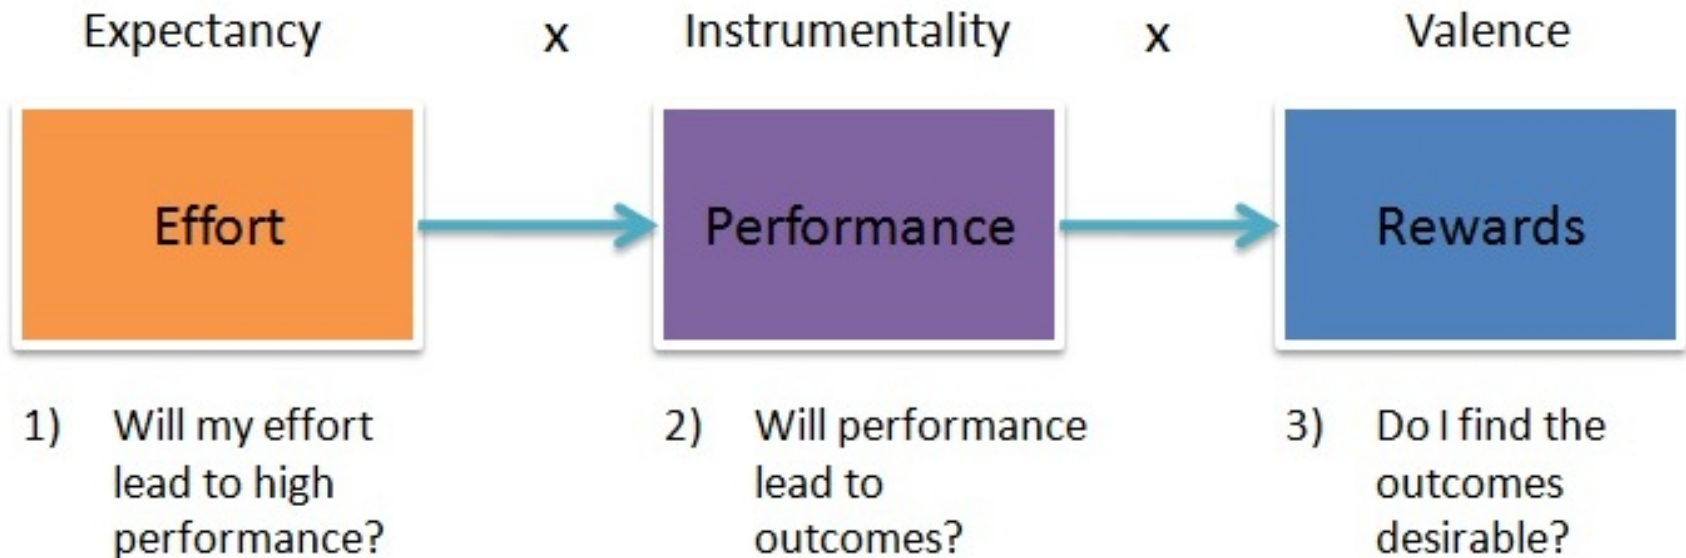 Expectancy x Instrumentality x Valence
Effort Performance Rewards
1) Will my effort
lead to high
performance?
2) Will performance
lead to
outcomes?
3) Do I find the
outcomes
desirable?